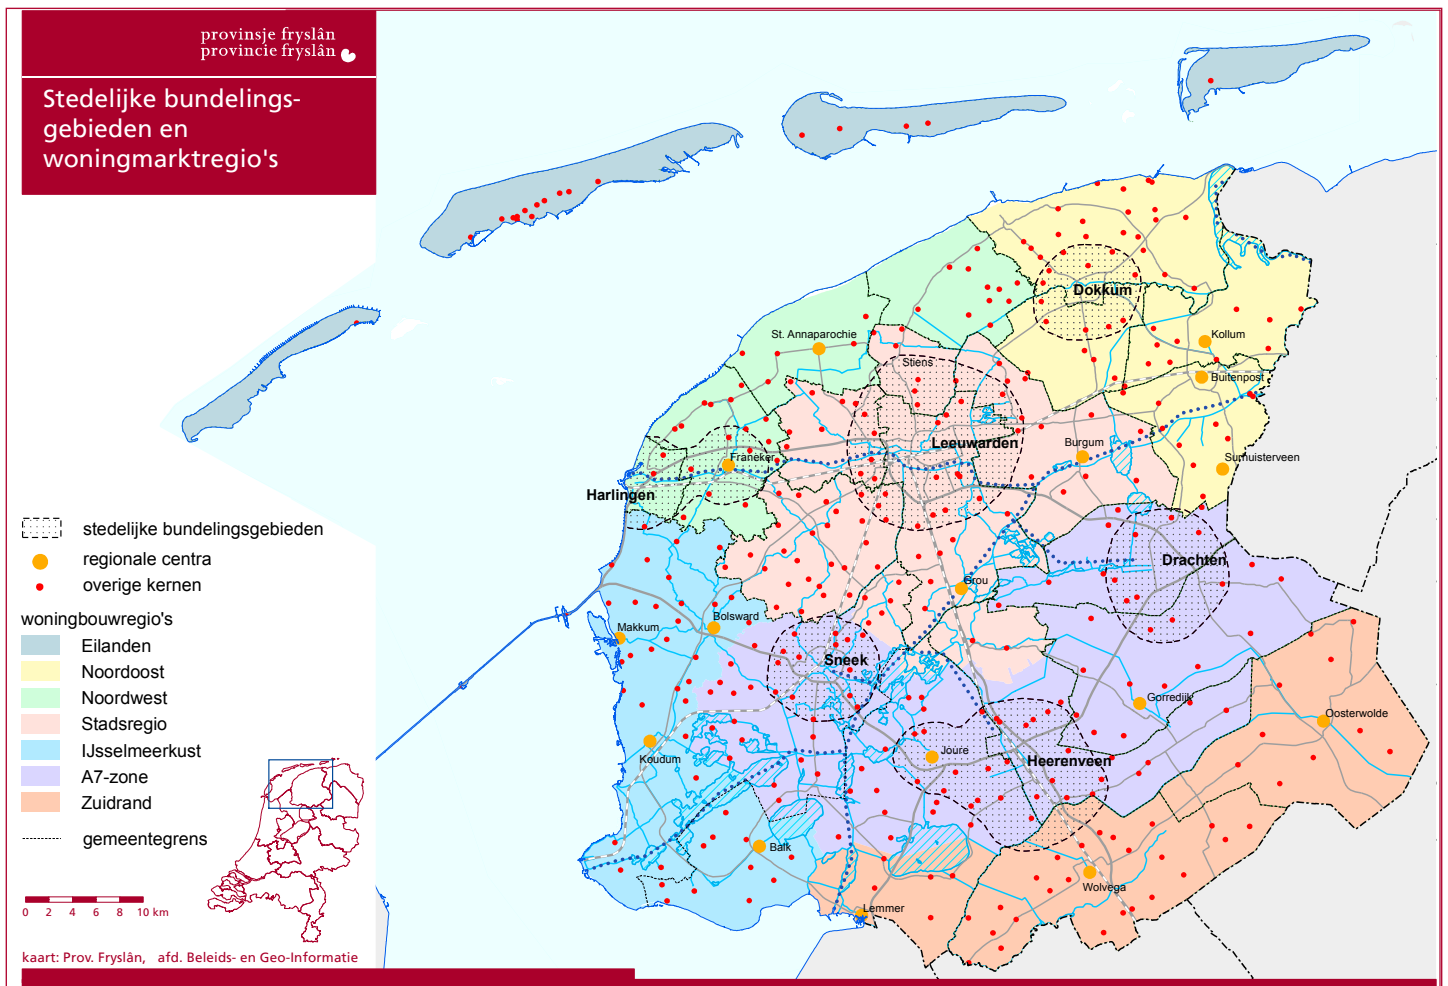 provinsje fryslân
provincie fryslân
Stedelijke bundelings-
gebieden en
woningmarktregio's
stedelijke bundelingsgebieden
regionale centra
overige kernen
woningbouwregio's
Eilanden
Noordoost
Noordwest
Stadsregio
IJsselmeerkust
A7-zone
Zuidrand
gemeentegrens
0 2 4 6 8 10 km
kaart: Prov. Fryslân, afd. Beleids- en Geo-Informatie
Dokkum
St. Annaparochie
Kollum
Stiens
Buitenpost
Leeuwarden
Burgum
Franeker
Surhuisterveen
Harlingen
Drachten
Grou
Bolsward
Makkum
Sneek
Gorredijk
Oosterwolde
Koudum
Joure
Heerenveen
Balk
Wolvega
Lemmer